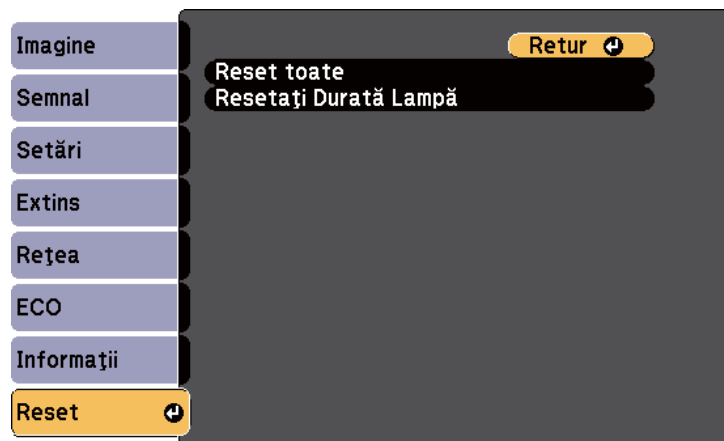 Imagine
Semnal
Setări
Extins
Reţea
ECO
Informaţii
Reset
Retur
Reset toate
Resetaţi Durată Lampă